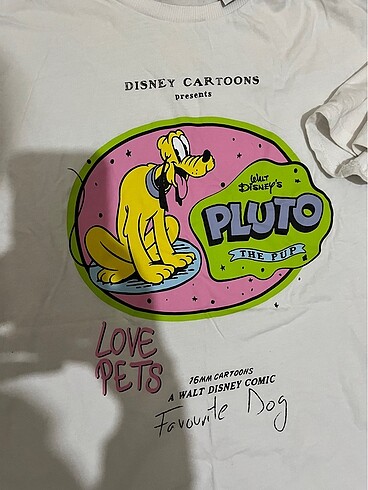 DISNEY CARTOONS
presents
WALT
DISNEY'S
PLUTO
THE PUP
LOVE
PETS
16MM CARTOONS
A WALT DISNEY COMIC
Favourite Dog